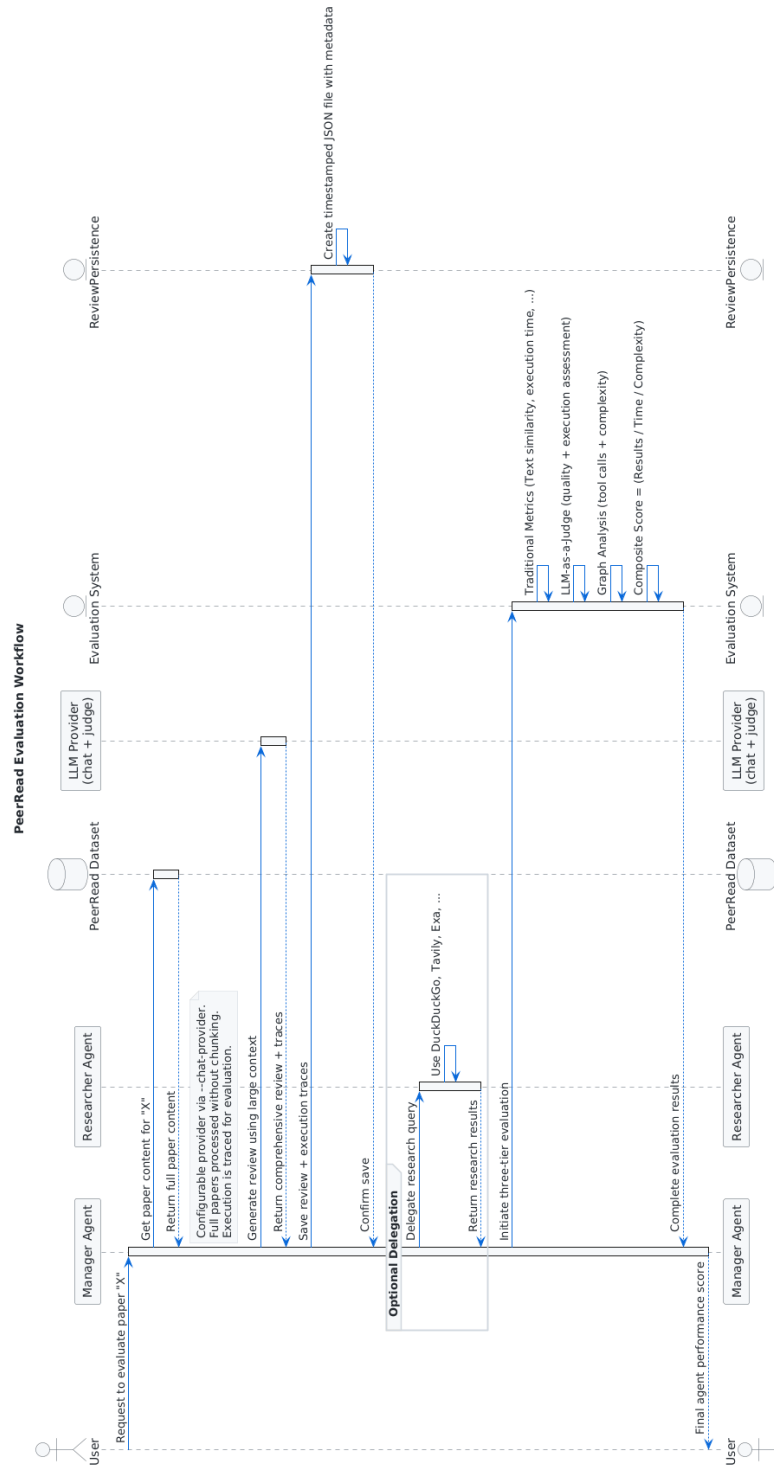 PeerRead Evaluation Workflow
User
Manager Agent
Researcher Agent
PeerRead Dataset
LLM Provider
(chat + judge)
Evaluation System
ReviewPersistence
Request to evaluate paper "X"
Get paper content for "X"
Return full paper content
Configurable provider via --chat-provider.
Full papers processed without chunking.
Execution is traced for evaluation.
Generate review using large context
Return comprehensive review + traces
Save review + execution traces
Create timestamped JSON file with metadata
Confirm save
Optional Delegation
Delegate research query
Use DuckDuckGo, Tavily, Exa, ...
Return research results
Initiate three-tier evaluation
Traditional Metrics (Text similarity, execution time, ...)
LLM-as-a-Judge (quality + execution assessment)
Graph Analysis (tool calls + complexity)
Composite Score = (Results / Time / Complexity)
Complete evaluation results
Final agent performance score
User
Manager Agent
Researcher Agent
PeerRead Dataset
LLM Provider
(chat + judge)
Evaluation System
ReviewPersistence